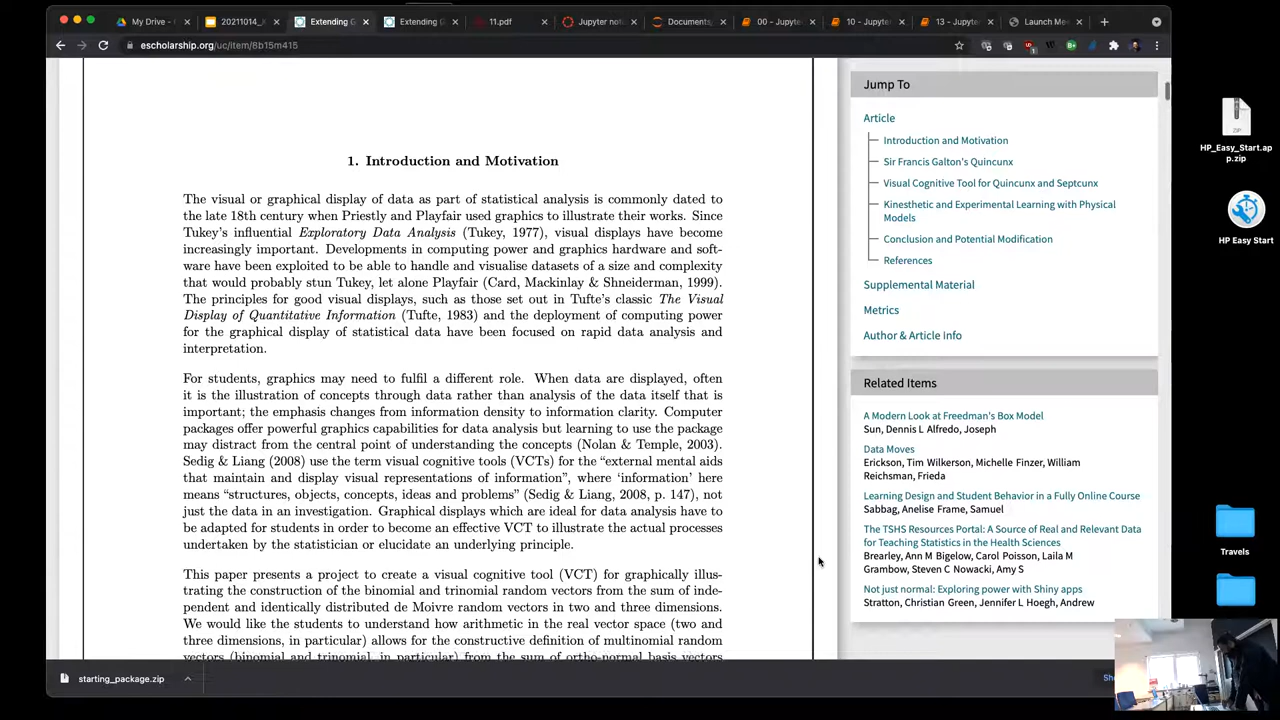 My Drive -
20211014_
Extending G
Extending G
11.pdf
Jupyter not
Documents
00 - Jupyter
10 - Jupyter
13 - Jupyte
Launch Mee
escholarship.org/uc/item/8b15m415
1. Introduction and Motivation
The visual or graphical display of data as part of statistical analysis is commonly dated to
the late 18th century when Priestly and Playfair used graphics to illustrate their works. Since
Tukey's influential Exploratory Data Analysis (Tukey, 1977), visual displays have become
increasingly important. Developments in computing power and graphics hardware and soft-
ware have been exploited to be able to handle and visualise datasets of a size and complexity
that would probably stun Tukey, let alone Playfair (Card, Mackinlay & Shneiderman, 1999).
The principles for good visual displays, such as those set out in Tufte's classic The Visual
Display of Quantitative Information (Tufte, 1983) and the deployment of computing power
for the graphical display of statistical data have been focused on rapid data analysis and
interpretation.
For students, graphics may need to fulfil a different role. When data are displayed, often
it is the illustration of concepts through data rather than analysis of the data itself that is
important; the emphasis changes from information density to information clarity. Computer
packages offer powerful graphics capabilities for data analysis but learning to use the package
may distract from the central point of understanding the concepts (Nolan & Temple, 2003).
Sedig & Liang (2008) use the term visual cognitive tools (VCTs) for the “external mental aids
that maintain and display visual representations of information”, where ‘information’ here
means “structures, objects, concepts, ideas and problems” (Sedig & Liang, 2008, p. 147), not
just the data in an investigation. Graphical displays which are ideal for data analysis have to
be adapted for students in order to become an effective VCT to illustrate the actual processes
undertaken by the statistician or elucidate an underlying principle.
This paper presents a project to create a visual cognitive tool (VCT) for graphically illus-
trating the construction of the binomial and trinomial random vectors from the sum of inde-
pendent and identically distributed de Moivre random vectors in two and three dimensions.
We would like the students to understand how arithmetic in the real vector space (two and
three dimensions, in particular) allows for the constructive definition of multinomial random
vectors (binomial and trinomial, in particular) from the sum of ortho-normal basis vectors
Jump To
Article
Introduction and Motivation
Sir Francis Galton's Quincunx
Visual Cognitive Tool for Quincunx and Septcunx
Kinesthetic and Experimental Learning with Physical
Models
Conclusion and Potential Modification
References
Supplemental Material
Metrics
Author & Article Info
Related Items
A Modern Look at Freedman's Box Model
Sun, Dennis L Alfredo, Joseph
Data Moves
Erickson, Tim Wilkerson, Michelle Finzer, William
Reichsman, Frieda
Learning Design and Student Behavior in a Fully Online Course
Sabbag, Anelise Frame, Samuel
The TSHS Resources Portal: A Source of Real and Relevant Data
for Teaching Statistics in the Health Sciences
Brearley, Ann M Bigelow, Carol Poisson, Laila M
Grambow, Steven C Nowacki, Amy S
Not just normal: Exploring power with Shiny apps
Stratton, Christian Green, Jennifer L Hoegh, Andrew
starting_package.zip
ZIP
HP_Easy_Start.ap
p.zip
HP Easy Start
Travels